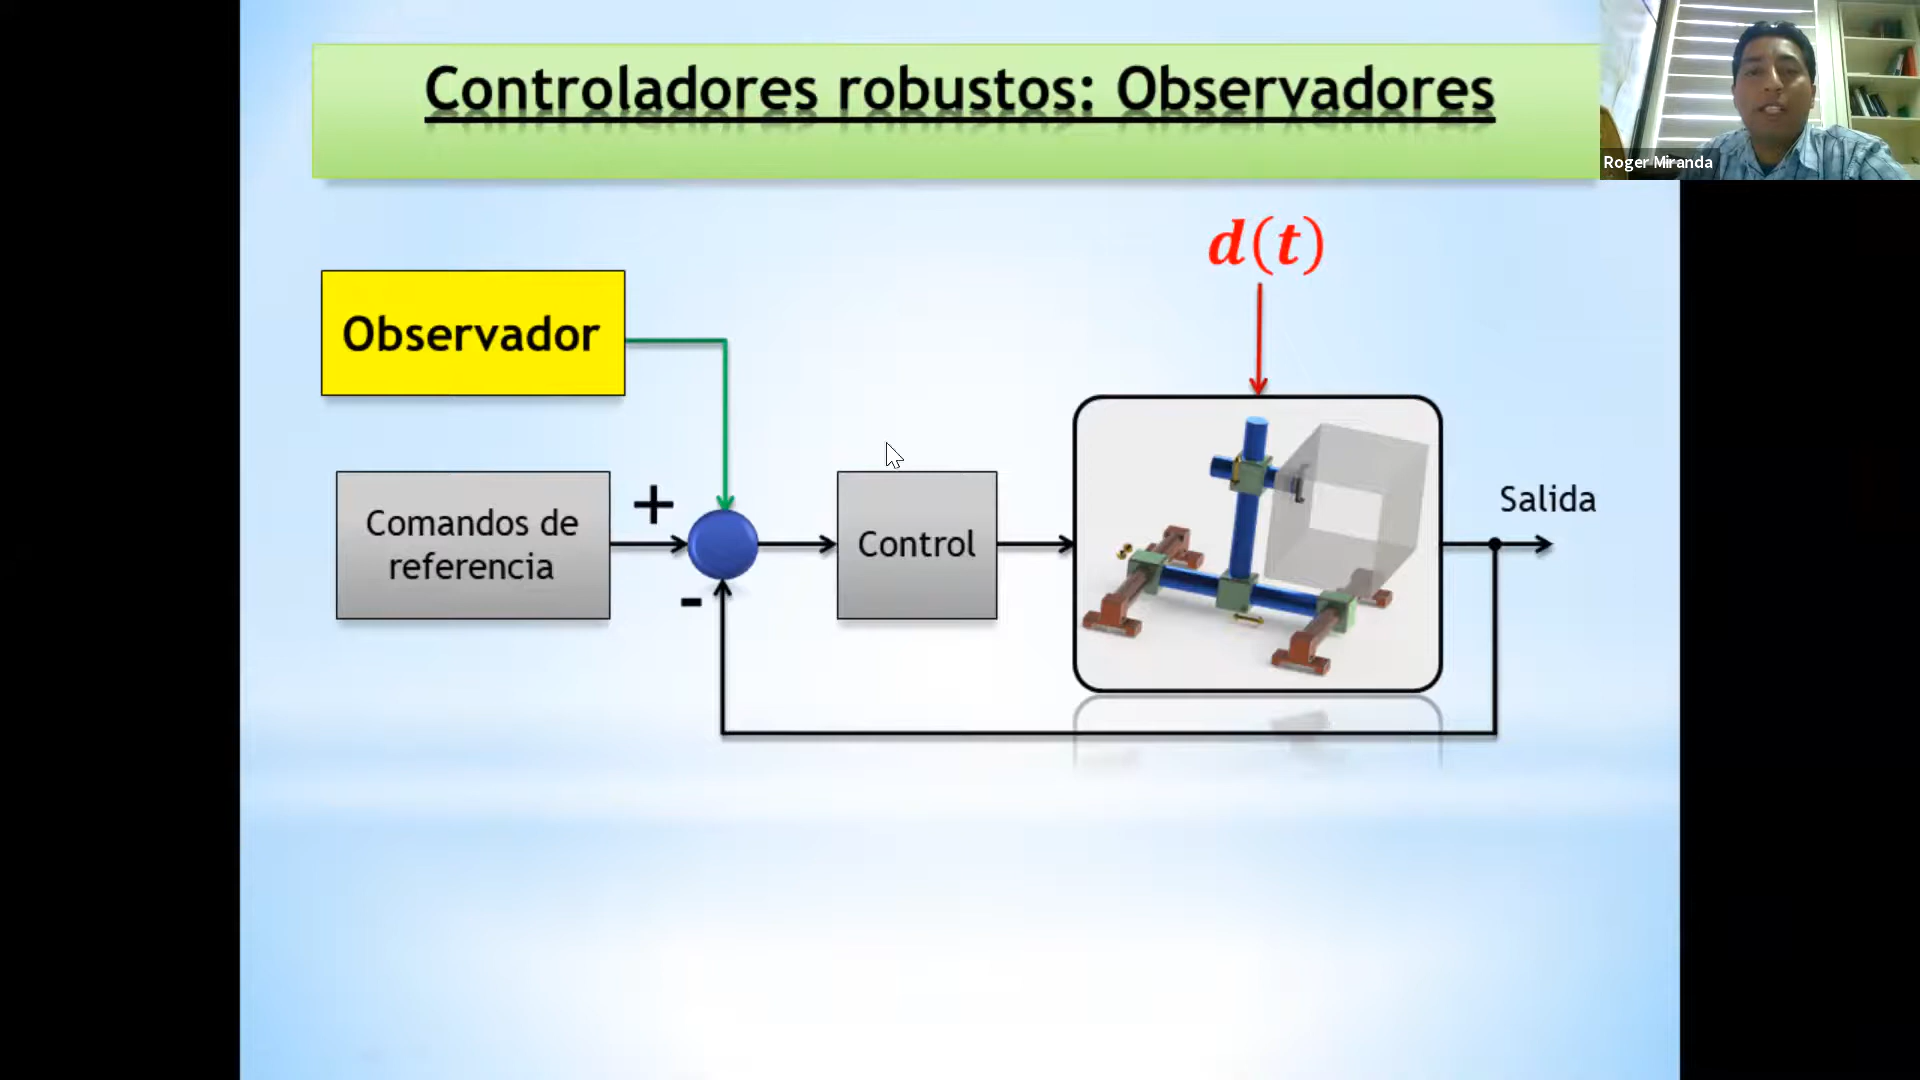 Controladores robustos: Observadores
Roger Miranda
d(t)
Observador
Comandos de
referencia
+
-
Control
Salida